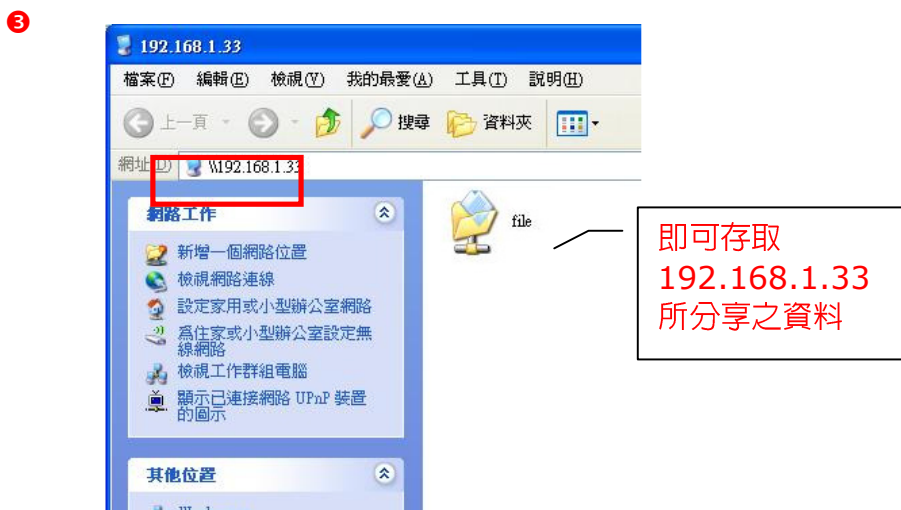 ❸
192.168.1.33
檔案(F) 編輯(E) 檢視(V) 我的最愛(A) 工具(T) 說明(H)
上一頁 搜尋 資料夾
網址(D) \\192.168.1.33
網路工作
新增一個網路位置
檢視網路連線
設定家用或小型辦公室網路
爲住家或小型辦公室設定無
線網路
檢視工作群組電腦
顯示已連接網路 UPnP 裝置
的圖示
其他位置
file
即可存取
192.168.1.33
所分享之資料